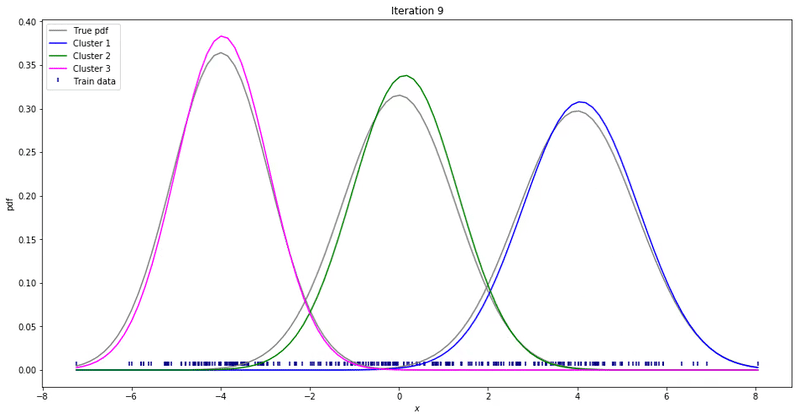 Iteration 9
True pdf
Cluster 1
Cluster 2
Cluster 3
Train data
pdf
0.40
0.35
0.30
0.25
0.20
0.15
0.10
0.05
0.00
−8
−6
−4
−2
0
2
4
6
8
x